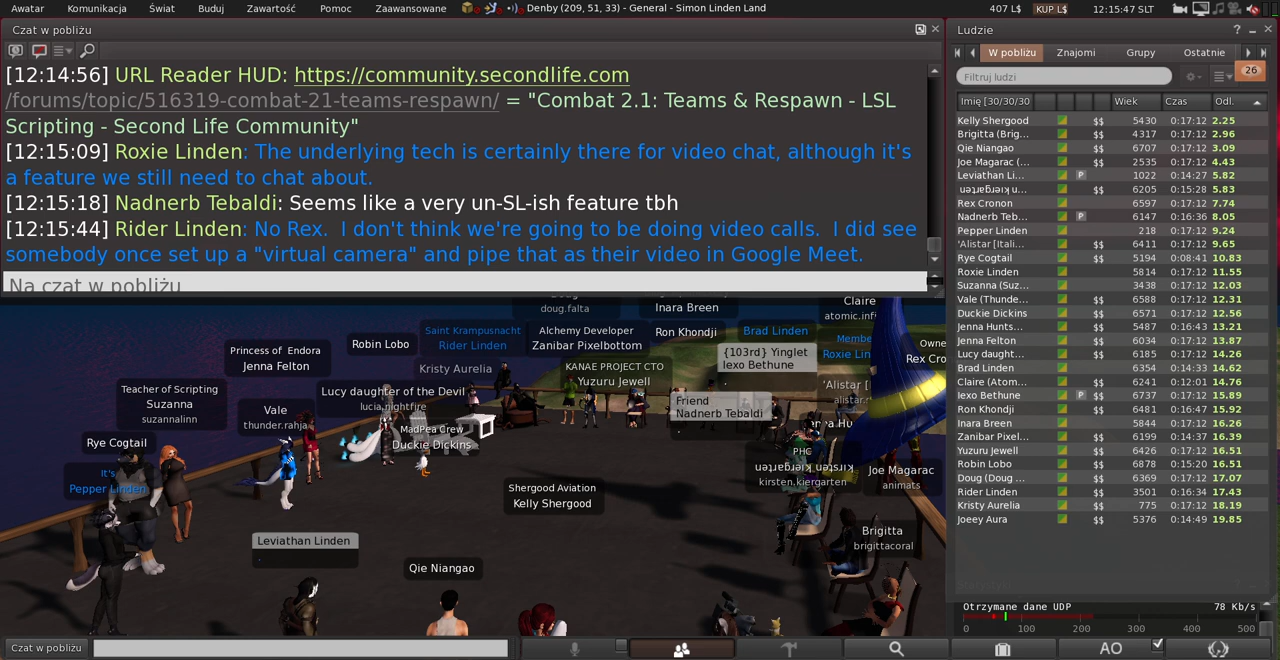 Awatar Komunikacja Świat Buduj Zawartość Pomoc Zaawansowane Denby (209, 51, 33) - General - Simon Linden Land 407 L$ KUP L$ 12:15:47 SLT
Czat w pobliżu
[12:14:56] URL Reader HUD: https://community.secondlife.com
/forums/topic/516319-combat-21-teams-respawn/ = "Combat 2.1: Teams & Respawn - LSL
Scripting - Second Life Community"
[12:15:09] Roxie Linden: The underlying tech is certainly there for video chat, although it's
a feature we still need to chat about.
[12:15:18] Nadnerb Tebaldi: Seems like a very un-SL-ish feature tbh
[12:15:44] Rider Linden: No Rex.  I don't think we're going to be doing video calls.  I did see
somebody once set up a "virtual camera" and pipe that as their video in Google Meet.
Na czat w pobliżu
doug.falta
Inara Breen
Claire
atomic.infi
Saint Krampusnacht
Rider Linden
Alchemy Developer
Zanibar Pixelbottom
Ron Khondji
Brad Linden
Membe
Roxie Lin
Owne
Rex Cro
Princess of Endora
Jenna Felton
Robin Lobo
Kristy Aurelia
KANAE PROJECT CTO
Yuzuru Jewell
{103rd} Yinglet
Iexo Bethune
Teacher of Scripting
Suzanna
suzannalinn
Vale
thunder.rahja
Lucy daughter of the Devil
lucia.nightfire
MadPea Crew
Duckie Dickins
Friend
Nadnerb Tebaldi
'Alistar [
alistar.r
Rye Cogtail
It's
Pepper Linden
PHC
uǝʇɹɐƃɹǝıʞ uǝʇsɹıʞ
kirsten.kiergarten
Joe Magarac
animats
Shergood Aviation
Kelly Shergood
Brigitta
brigittacoral
Leviathan Linden
Qie Niangao
Ludzie
W pobliżu Znajomi Grupy Ostatnie
Filtruj ludzi
26
Imię [30/30/30 Wiek Czas Odl.
Kelly Shergood $$ 5430 0:17:12 2.25
Brigitta (Brig... $$ 4317 0:17:12 2.96
Qie Niangao $$ 6707 0:17:12 3.09
Joe Magarac (... $$ 2535 0:17:12 4.43
Leviathan Li... P 1022 0:14:27 5.82
uǝʇɹɐƃɹǝıʞ u... $$ 6205 0:15:28 5.83
Rex Cronon 6597 0:17:12 7.74
Nadnerb Teb... P 6147 0:16:36 8.05
Pepper Linden 218 0:17:12 9.24
'Alistar [Itali... $$ 6411 0:17:12 9.65
Rye Cogtail $$ 5194 0:08:41 10.83
Roxie Linden 5814 0:17:12 11.55
Suzanna (Suz... 3438 0:17:12 12.03
Vale (Thunde... $$ 6588 0:17:12 12.31
Duckie Dickins $$ 6571 0:17:12 12.56
Jenna Hunts... $$ 5487 0:16:43 13.21
Jenna Felton $$ 6034 0:17:12 13.87
Lucy daught... $$ 6185 0:17:12 14.26
Brad Linden 6354 0:14:33 14.62
Claire (Atom... $$ 6241 0:12:01 14.76
Iexo Bethune P $$ 6737 0:17:12 15.89
Ron Khondji $$ 6481 0:16:47 15.92
Inara Breen 5844 0:17:12 16.26
Zanibar Pixel... $$ 6199 0:14:37 16.39
Yuzuru Jewell $$ 6426 0:17:12 16.51
Robin Lobo $$ 6878 0:15:20 16.51
Doug (Doug ... $$ 6369 0:17:12 17.07
Rider Linden $$ 3501 0:16:34 17.43
Kristy Aurelia $$ 775 0:17:12 18.19
Joeey Aura $$ 5376 0:14:49 19.85
Otrzymane dane UDP 78 Kb/s
0 100 200 300 400 500
Czat w pobliżu AO